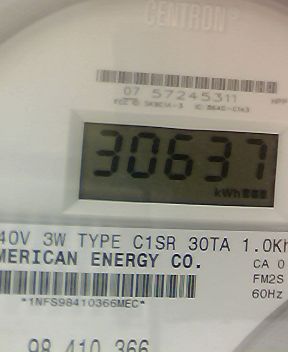 CENTRON®
07 57245311
30637
kWh
40V 3W TYPE C1SR 30TA 1.0Kh
MERICAN ENERGY CO.
CA 0
FM2S
60Hz
*1NFS98410366MEC*
98 410 366